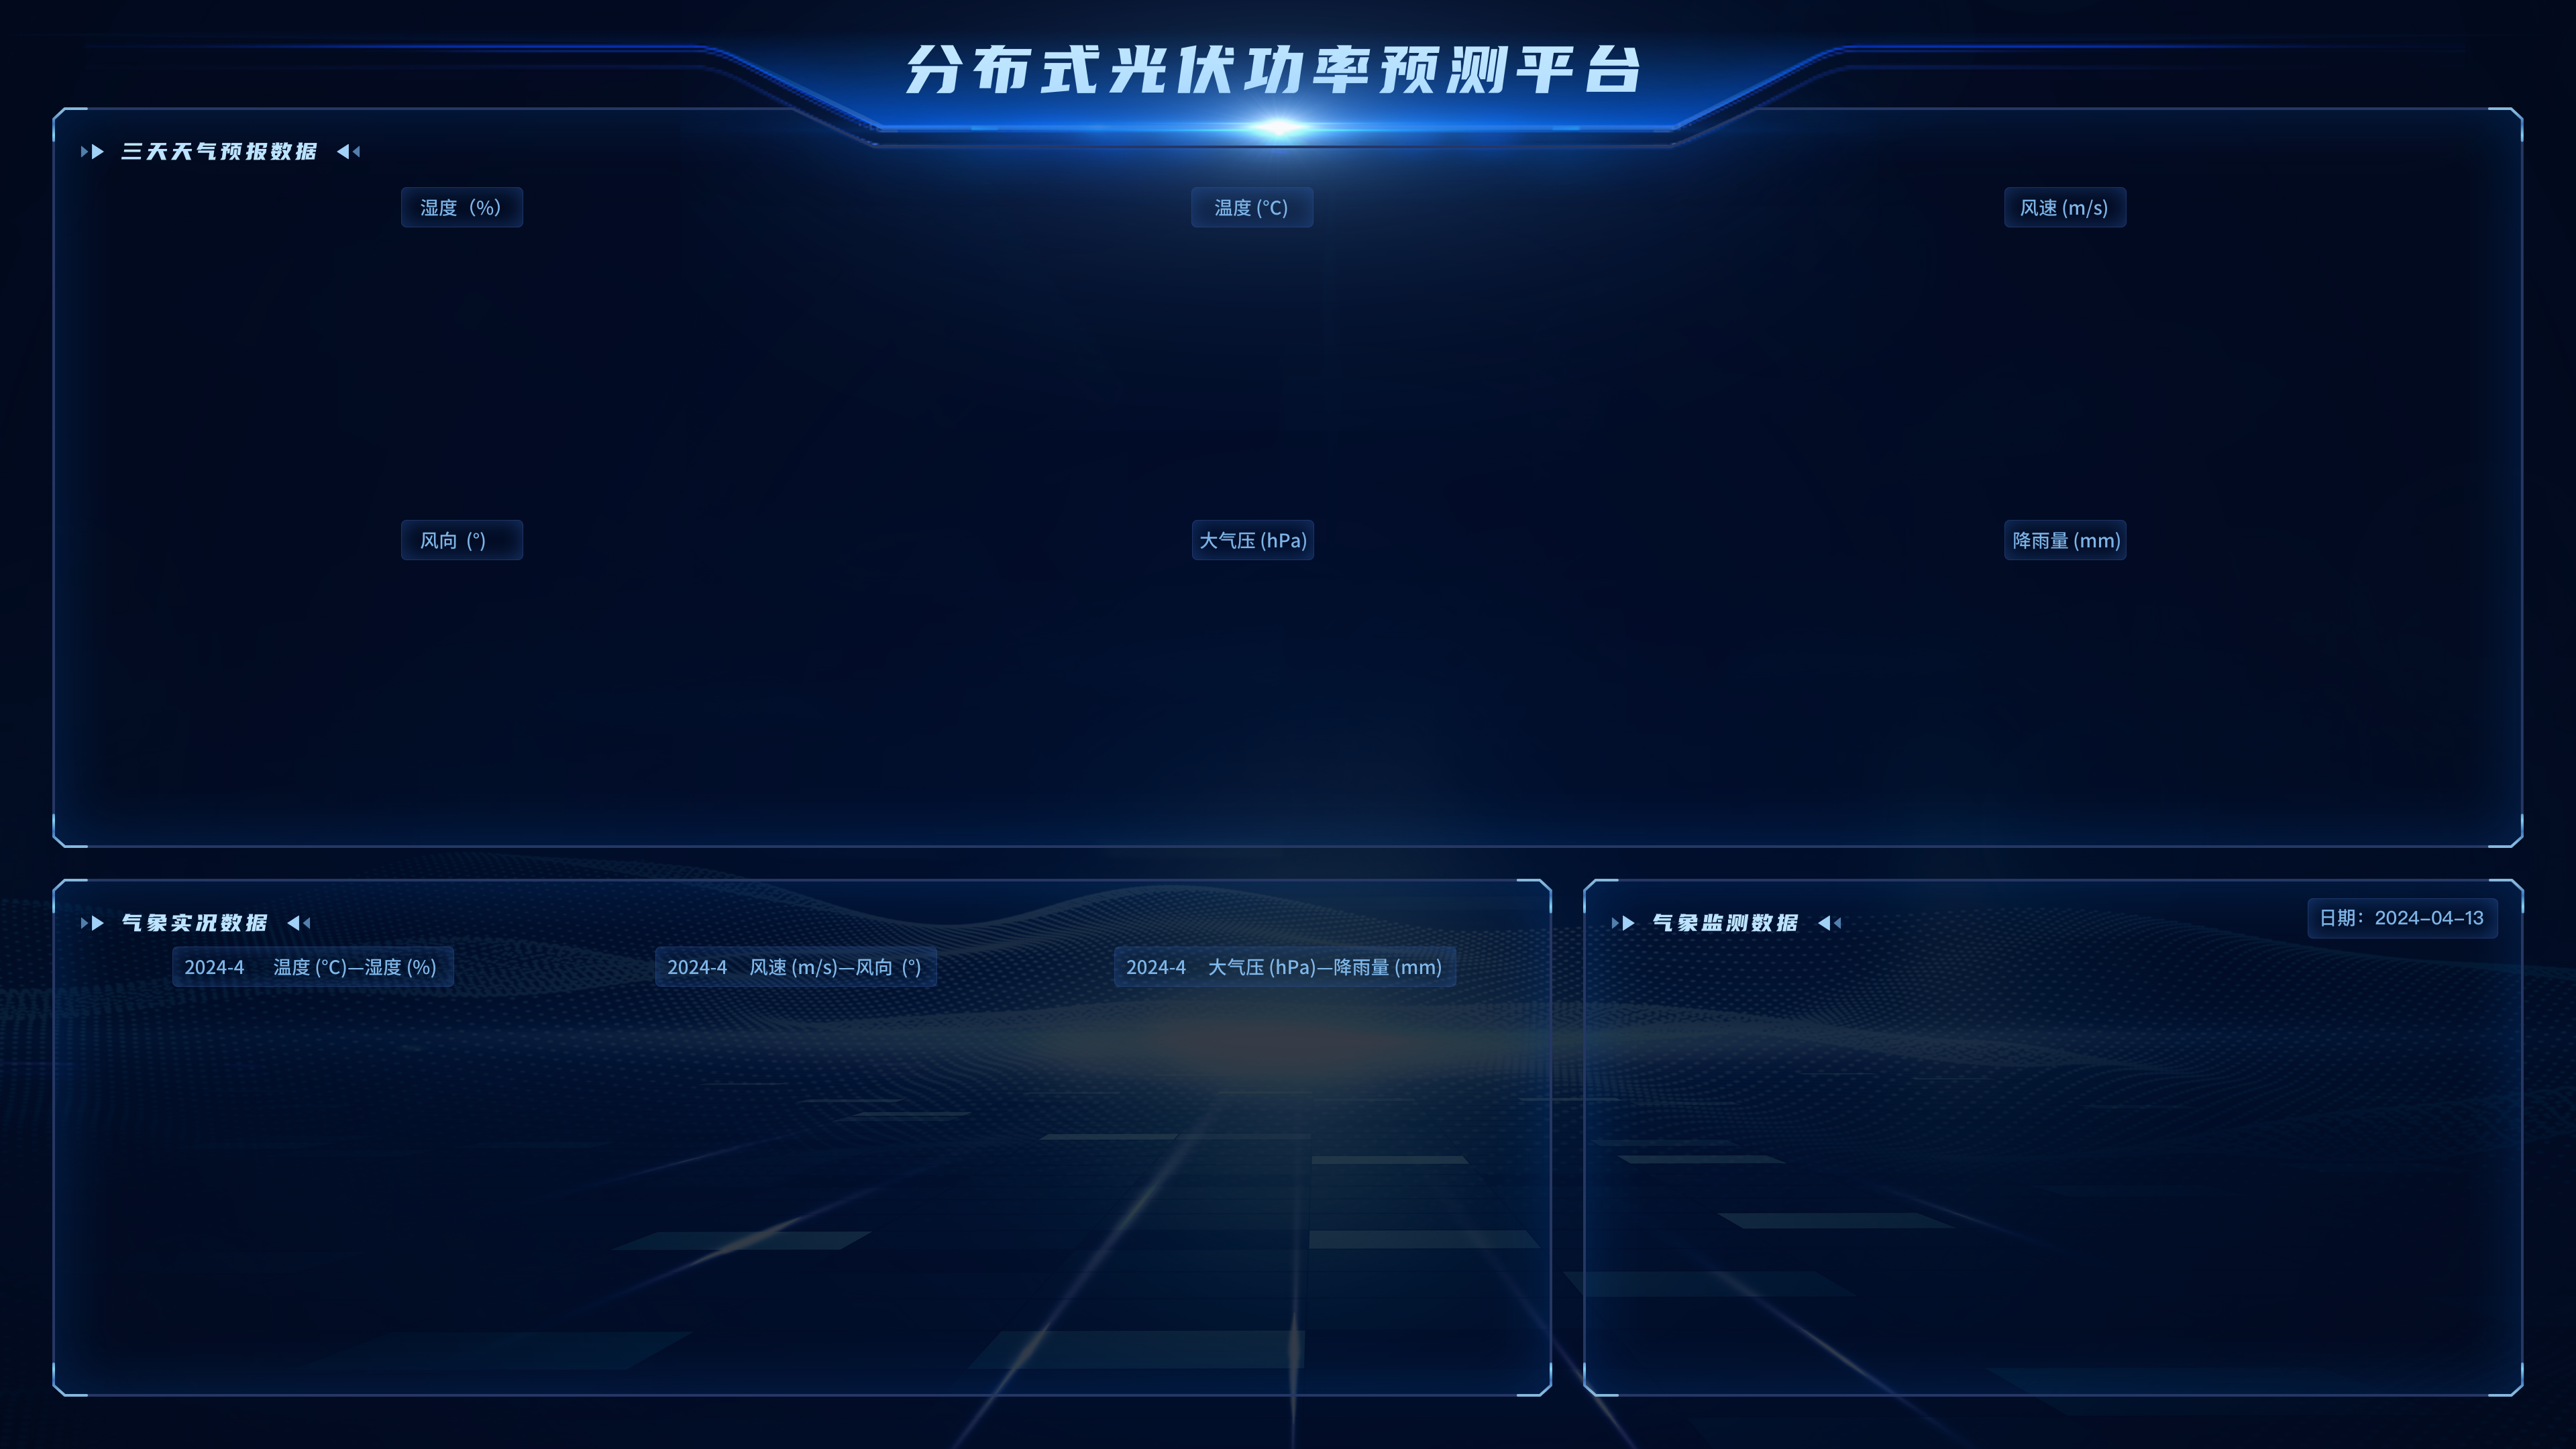 分布式光伏功率预测平台
三天天气预报数据
湿度（%）
温度 (℃)
风速 (m/s)
风向 (°)
大气压 (hPa)
降雨量 (mm)
气象实况数据
2024-4 温度 (℃)—湿度 (%)
2024-4 风速 (m/s)—风向 (°)
2024-4 大气压 (hPa)—降雨量 (mm)
气象监测数据
日期：2024-04-13